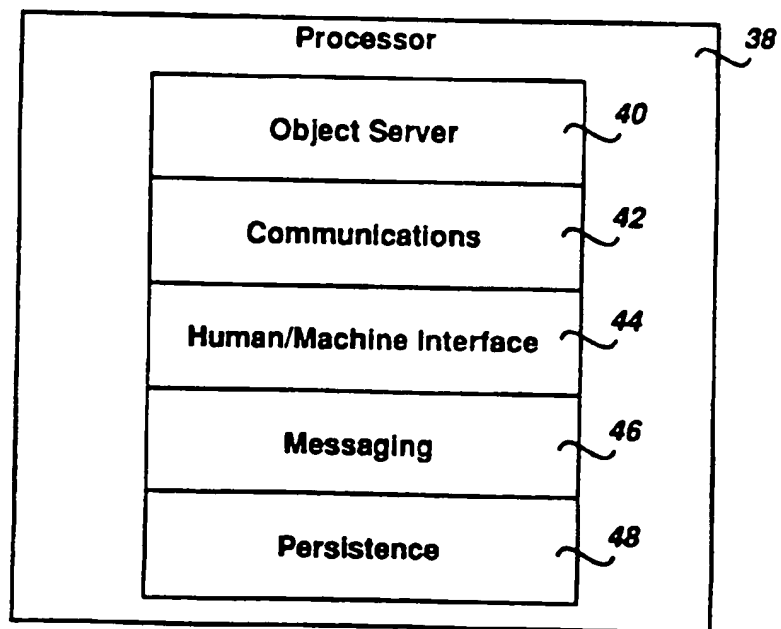 Processor
38
Object Server
40
Communications
42
Human/Machine Interface
44
Messaging
46
Persistence
48